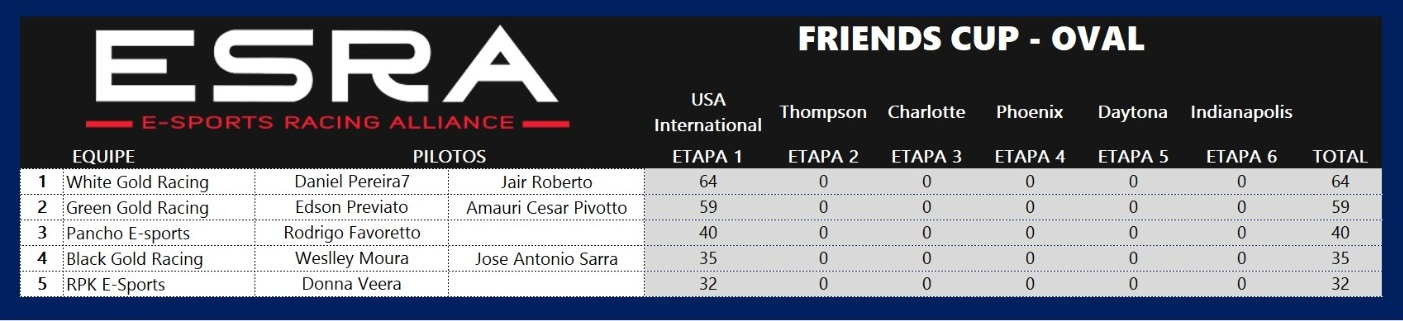 ESRA
E-SPORTS RACING ALLIANCE
FRIENDS CUP - OVAL
USA International Thompson Charlotte Phoenix Daytona Indianapolis
EQUIPE PILOTOS ETAPA 1 ETAPA 2 ETAPA 3 ETAPA 4 ETAPA 5 ETAPA 6 TOTAL
1 White Gold Racing Daniel Pereira7 Jair Roberto 64 0 0 0 0 0 64
2 Green Gold Racing Edson Previato Amauri Cesar Pivotto 59 0 0 0 0 0 59
3 Pancho E-sports Rodrigo Favoretto 40 0 0 0 0 0 40
4 Black Gold Racing Weslley Moura Jose Antonio Sarra 35 0 0 0 0 0 35
5 RPK E-Sports Donna Veera 32 0 0 0 0 0 32